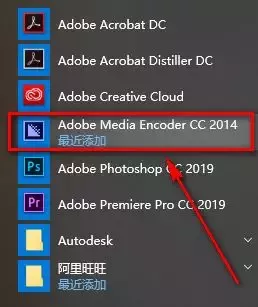 Adobe Acrobat DC
Adobe Acrobat Distiller DC
Adobe Creative Cloud
Adobe Media Encoder CC 2014
最近添加
Ps
Adobe Photoshop CC 2019
Pr
Adobe Premiere Pro CC 2019
Autodesk
阿里旺旺
最近添加